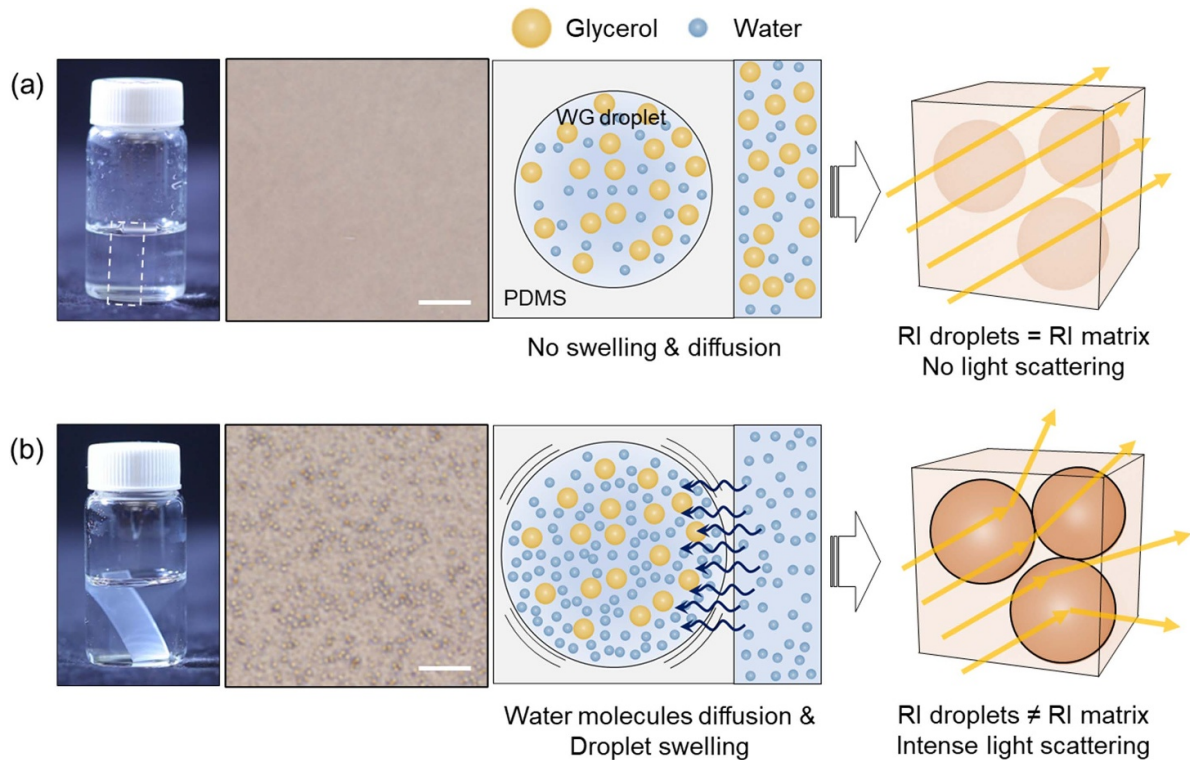 Glycerol Water
(a)
WG droplet
PDMS
No swelling & diffusion
RI droplets = RI matrix
No light scattering
(b)
Water molecules diffusion &
Droplet swelling
RI droplets ≠ RI matrix
Intense light scattering